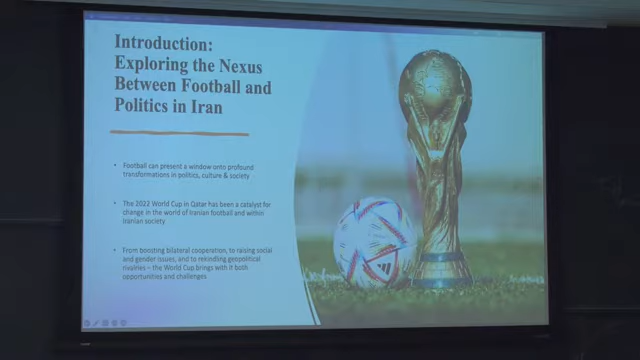 Introduction:
Exploring the Nexus
Between Football and
Politics in Iran
• Football can present a window onto profound
transformations in politics, culture & society
• The 2022 World Cup in Qatar has been a catalyst for
change in the world of Iranian football and within
Iranian society
• From boosting bilateral cooperation, to raising social
and gender issues, and to rekindling geopolitical
rivalries – the World Cup brings with it both
opportunities and challenges